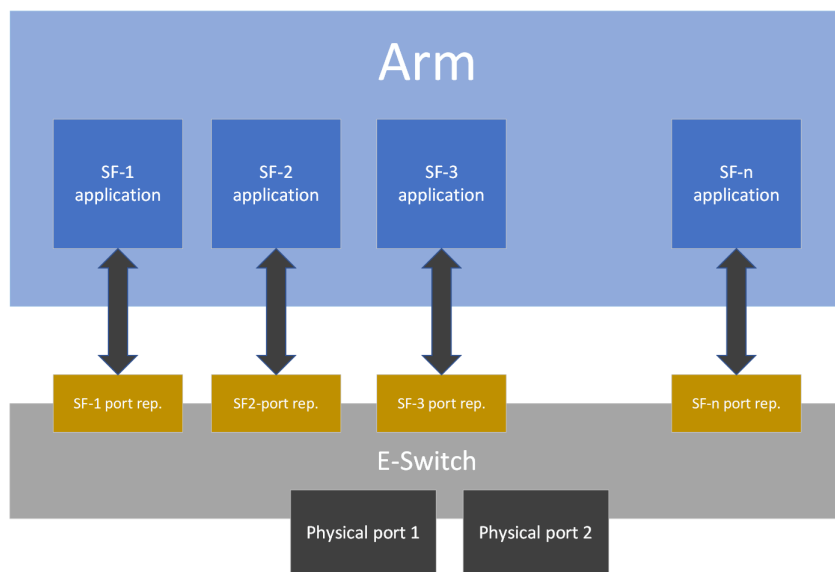 Arm
SF-1
application
SF-2
application
SF-3
application
SF-n
application
SF-1 port rep.
SF2-port rep.
SF-3 port rep.
SF-n port rep.
E-Switch
Physical port 1
Physical port 2